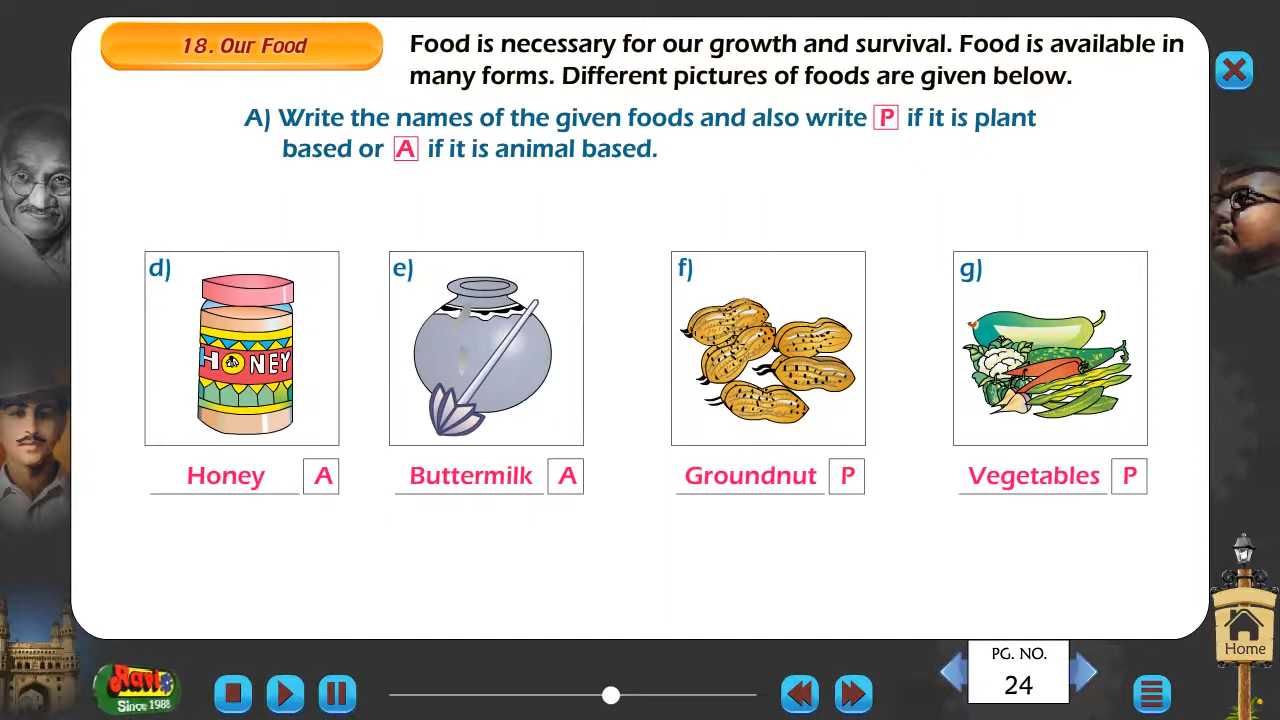 18. Our Food
Food is necessary for our growth and survival. Food is available in
many forms. Different pictures of foods are given below.
A) Write the names of the given foods and also write P if it is plant
based or A if it is animal based.
d)
e)
f)
g)
HONEY
Honey A
Buttermilk A
Groundnut P
Vegetables P
Home
PG. NO.
24
Ravi
Since 1988